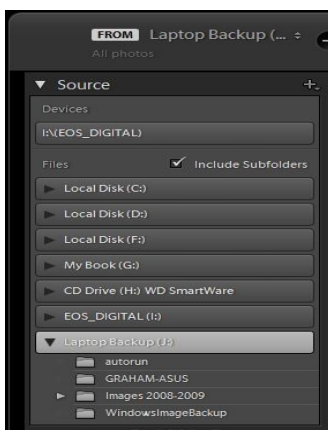 FROM Laptop Backup (...
All photos
Source
Devices
I:\(EOS_DIGITAL)
Files Include Subfolders
Local Disk (C:)
Local Disk (D:)
Local Disk (F:)
My Book (G:)
CD Drive (H:) WD SmartWare
EOS_DIGITAL (I:)
Laptop Backup (J:)
autorun
GRAHAM-ASUS
Images 2008-2009
WindowsImageBackup